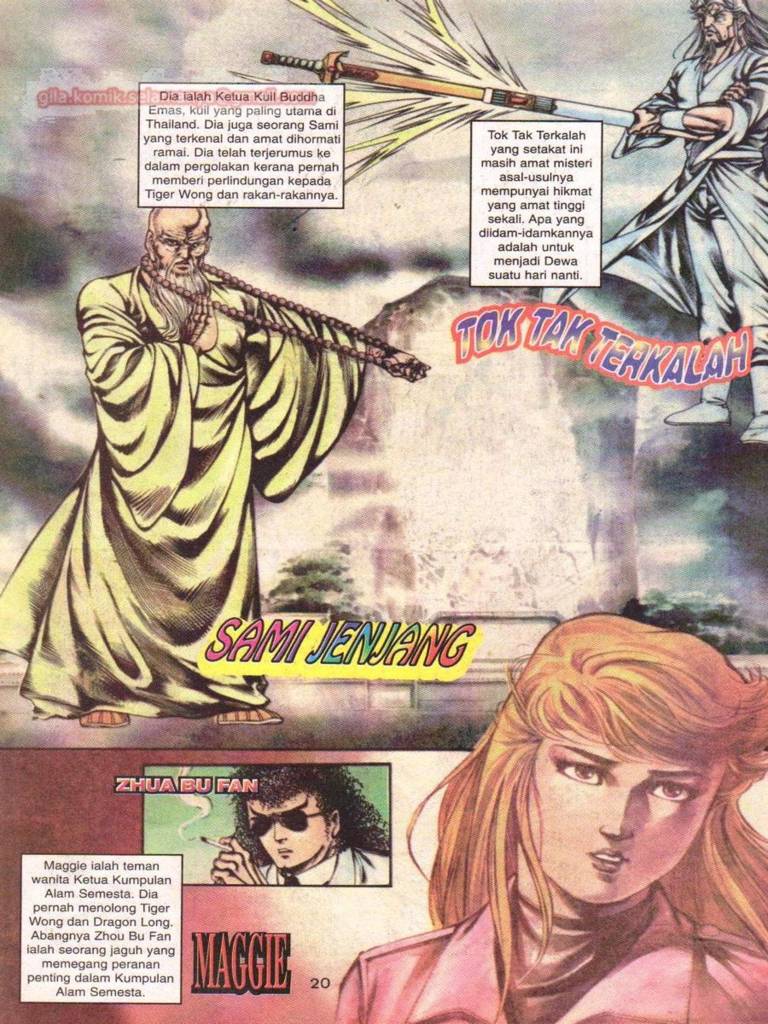 gila.komik.sel
Dia ialah Ketua Kuil Buddha
Emas, kuil yang paling utama di
Thailand. Dia juga seorang Sami
yang terkenal dan amat dihormati
ramai. Dia telah terjerumus ke
dalam pergolakan kerana pernah
memberi perlindungan kepada
Tiger Wong dan rakan-rakannya.
Tok Tak Terkalah
yang setakat ini
masih amat misteri
asal-usulnya
mempunyai hikmat
yang amat tinggi
sekali. Apa yang
diidam-idamkannya
adalah untuk
menjadi Dewa
suatu hari nanti.
TOK TAK TERKALAH
SAMI JENJANG
ZHUA BU FAN
Maggie ialah teman
wanita Ketua Kumpulan
Alam Semesta. Dia
pernah menolong Tiger
Wong dan Dragon Long.
Abangnya Zhou Bu Fan
ialah seorang jaguh yang
memegang peranan
penting dalam Kumpulan
Alam Semesta.
MAGGIE
20